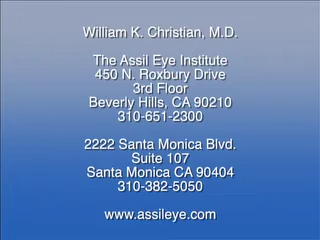 William K. Christian, M.D.
The Assil Eye Institute
450 N. Roxbury Drive
3rd Floor
Beverly Hills, CA 90210
310-651-2300
2222 Santa Monica Blvd.
Suite 107
Santa Monica CA 90404
310-382-5050
www.assileye.com